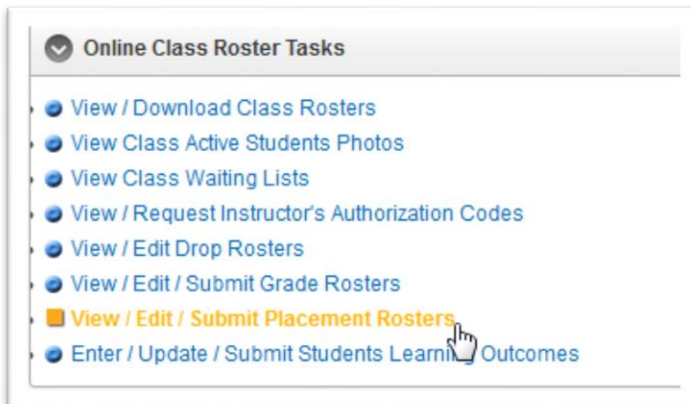 Online Class Roster Tasks
View / Download Class Rosters
View Class Active Students Photos
View Class Waiting Lists
View / Request Instructor's Authorization Codes
View / Edit Drop Rosters
View / Edit / Submit Grade Rosters
View / Edit / Submit Placement Rosters
Enter / Update / Submit Students Learning Outcomes